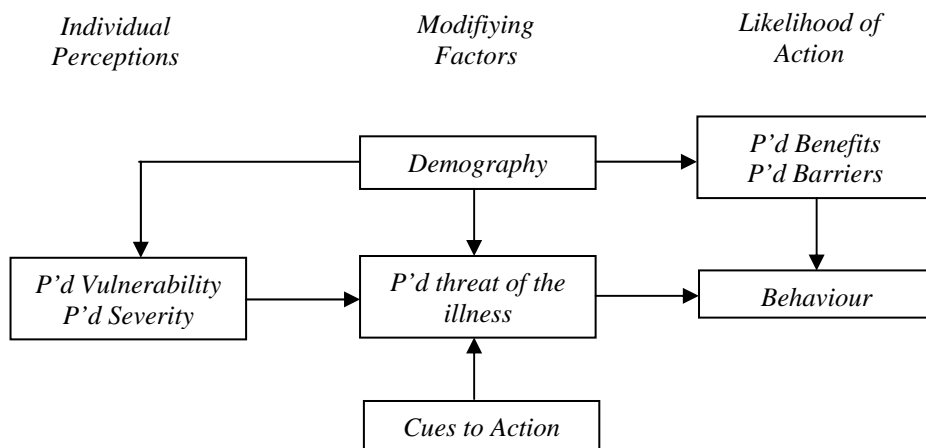 Individual
Perceptions
Modifiying
Factors
Likelihood of
Action
Demography
P'd Benefits
P'd Barriers
P'd Vulnerability
P'd Severity
P'd threat of the
illness
Behaviour
Cues to Action